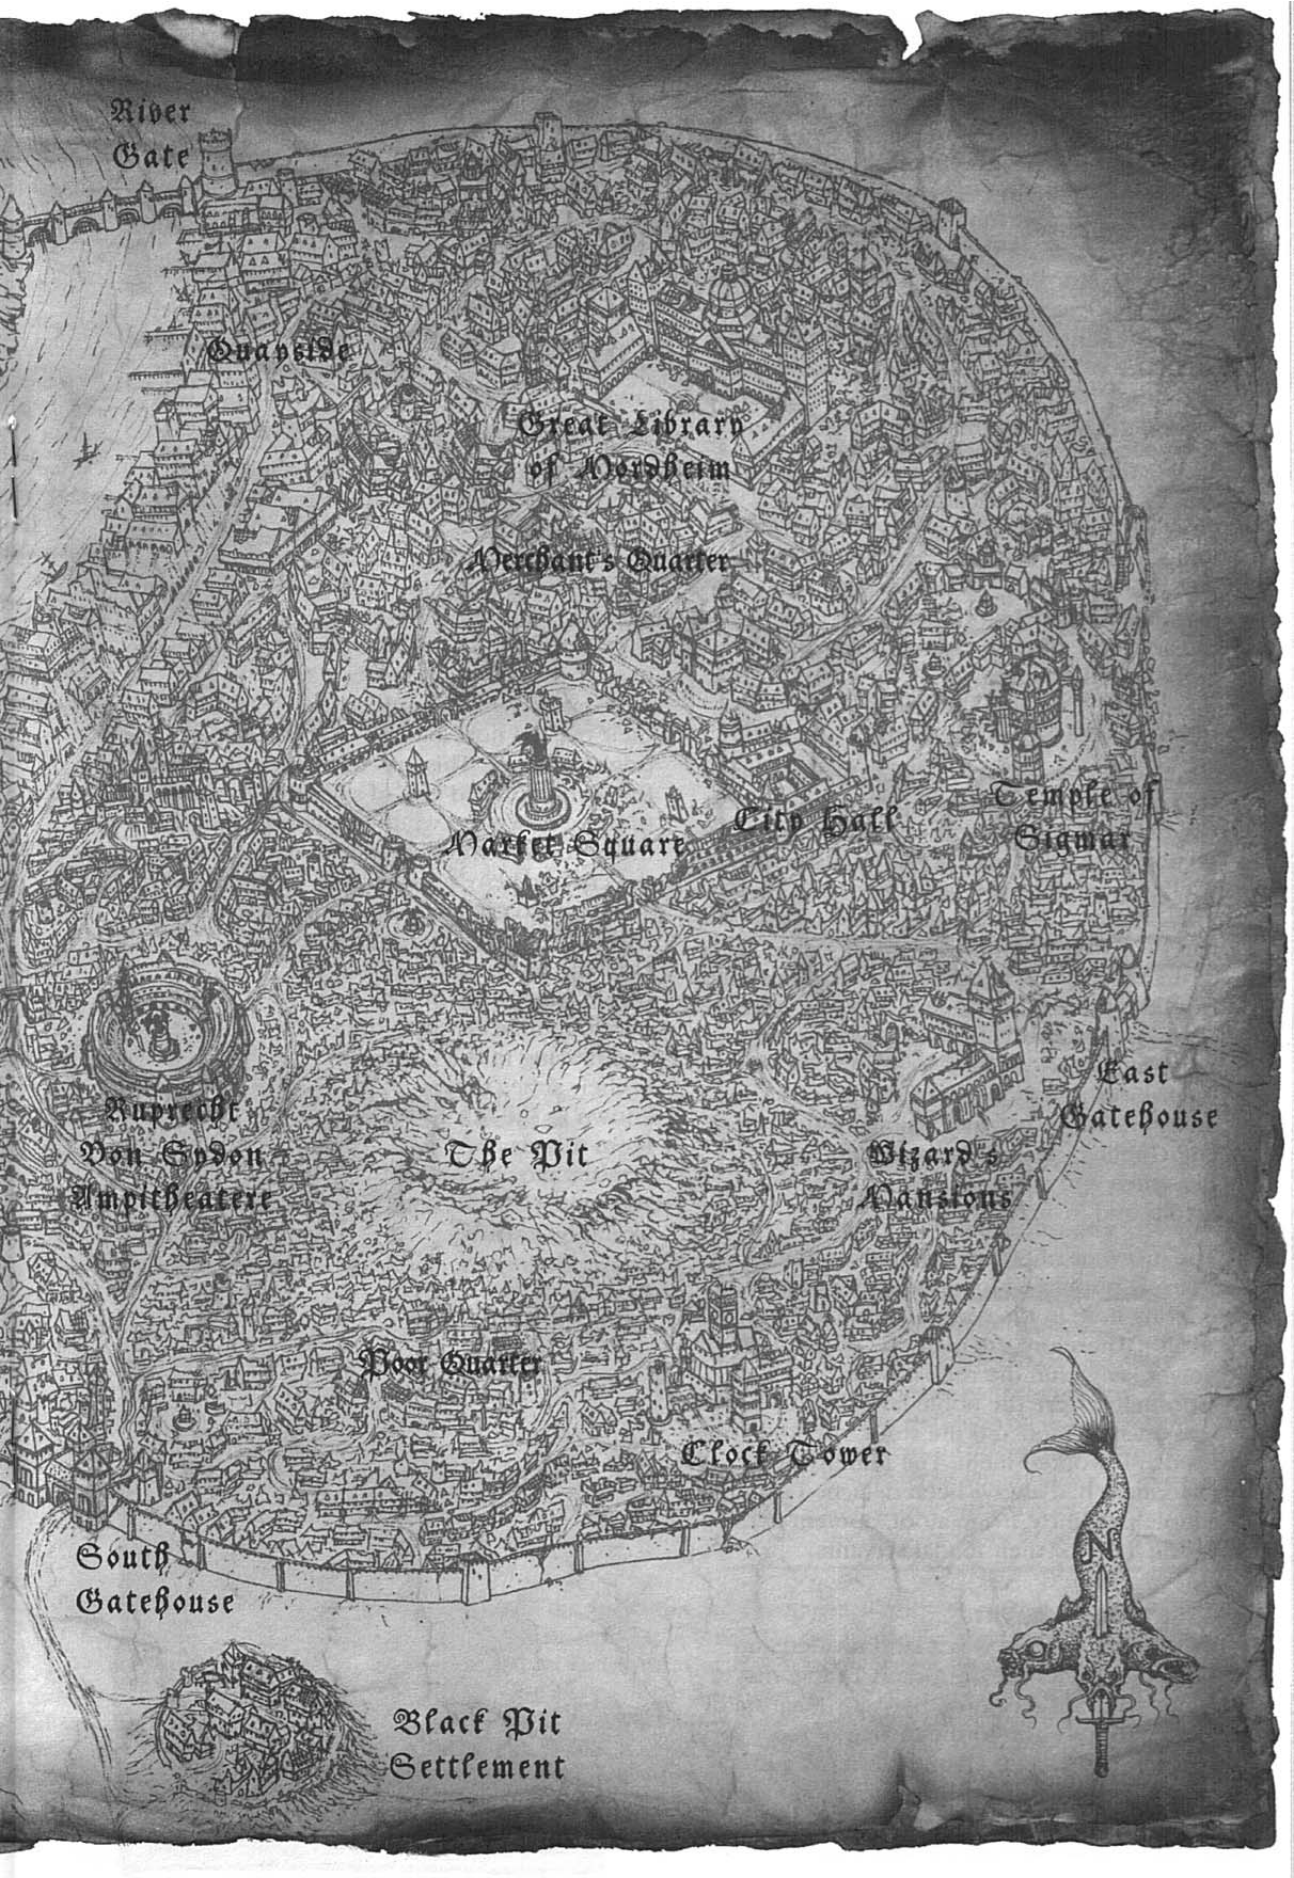 River
Gate
Quayside
Great Library
of Mordheim
Merchant's Quarter
City Hall
Market Square
Temple of
Sigmar
East
Gatehouse
Ruprecht
Von Sydon
Ampitheatere
The Pit
Wizard's
Mansions
Poor Quarter
Clock Tower
South
Gatehouse
N
Black Pit
Settlement